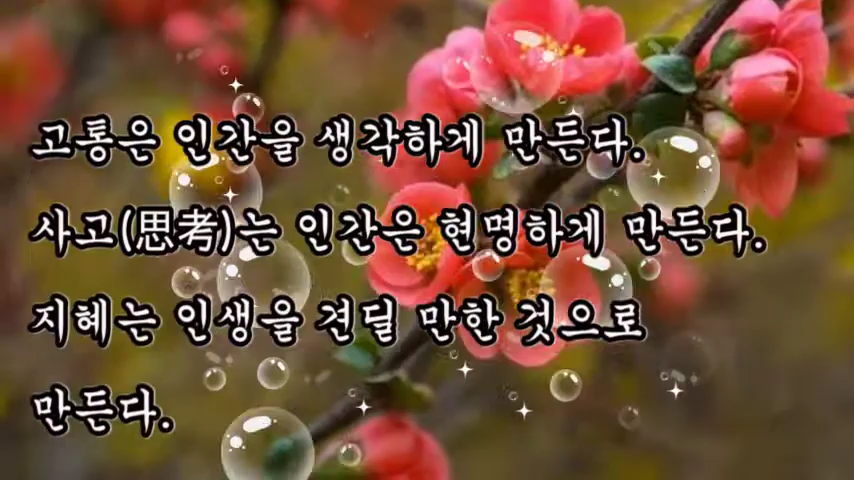 고통은 인간을 생각하게 만든다.
사고(思考)는 인간은 현명하게 만든다.
지혜는 인생을 견딜 만한 것으로
만든다.